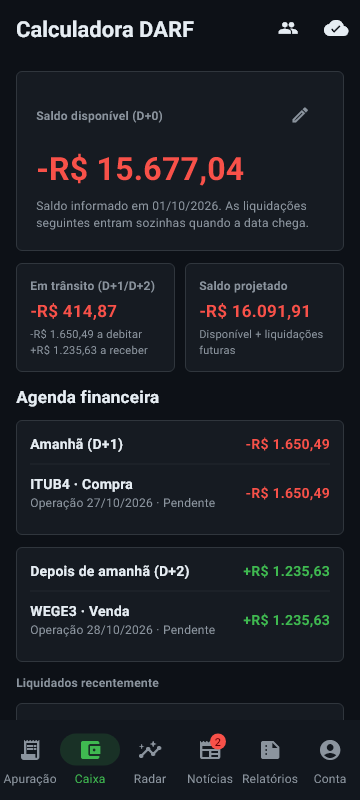 Calculadora DARF
Saldo disponível (D+0)
-R$ 15.677,04
Saldo informado em 01/10/2026. As liquidações
seguintes entram sozinhas quando a data chega.
Em trânsito (D+1/D+2)
-R$ 414,87
-R$ 1.650,49 a debitar
+R$ 1.235,63 a receber
Saldo projetado
-R$ 16.091,91
Disponível + liquidações
futuras
Agenda financeira
Amanhã (D+1) -R$ 1.650,49
ITUB4 · Compra
Operação 27/10/2026 · Pendente
-R$ 1.650,49
Depois de amanhã (D+2) +R$ 1.235,63
WEGE3 · Venda
Operação 28/10/2026 · Pendente
+R$ 1.235,63
Liquidados recentemente
2
Apuração Caixa Radar Notícias Relatórios Conta